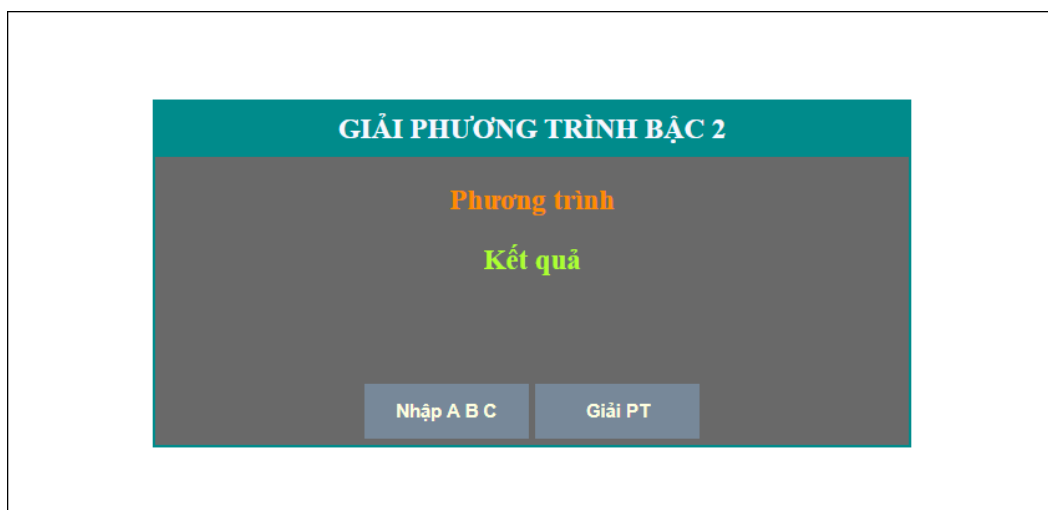 GIẢI PHƯƠNG TRÌNH BẬC 2
Phương trình
Kết quả
Nhập A B C
Giải PT